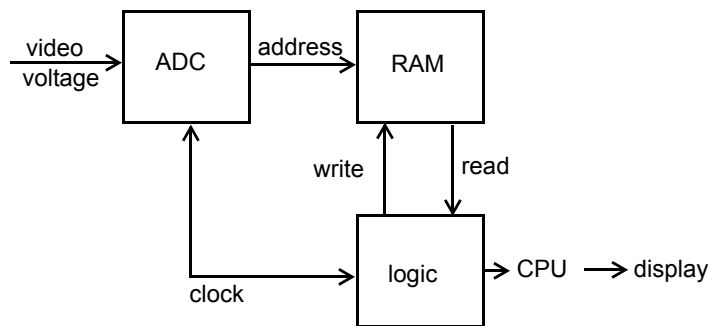 video
voltage
ADC
address
RAM
write
read
clock
logic
CPU
display